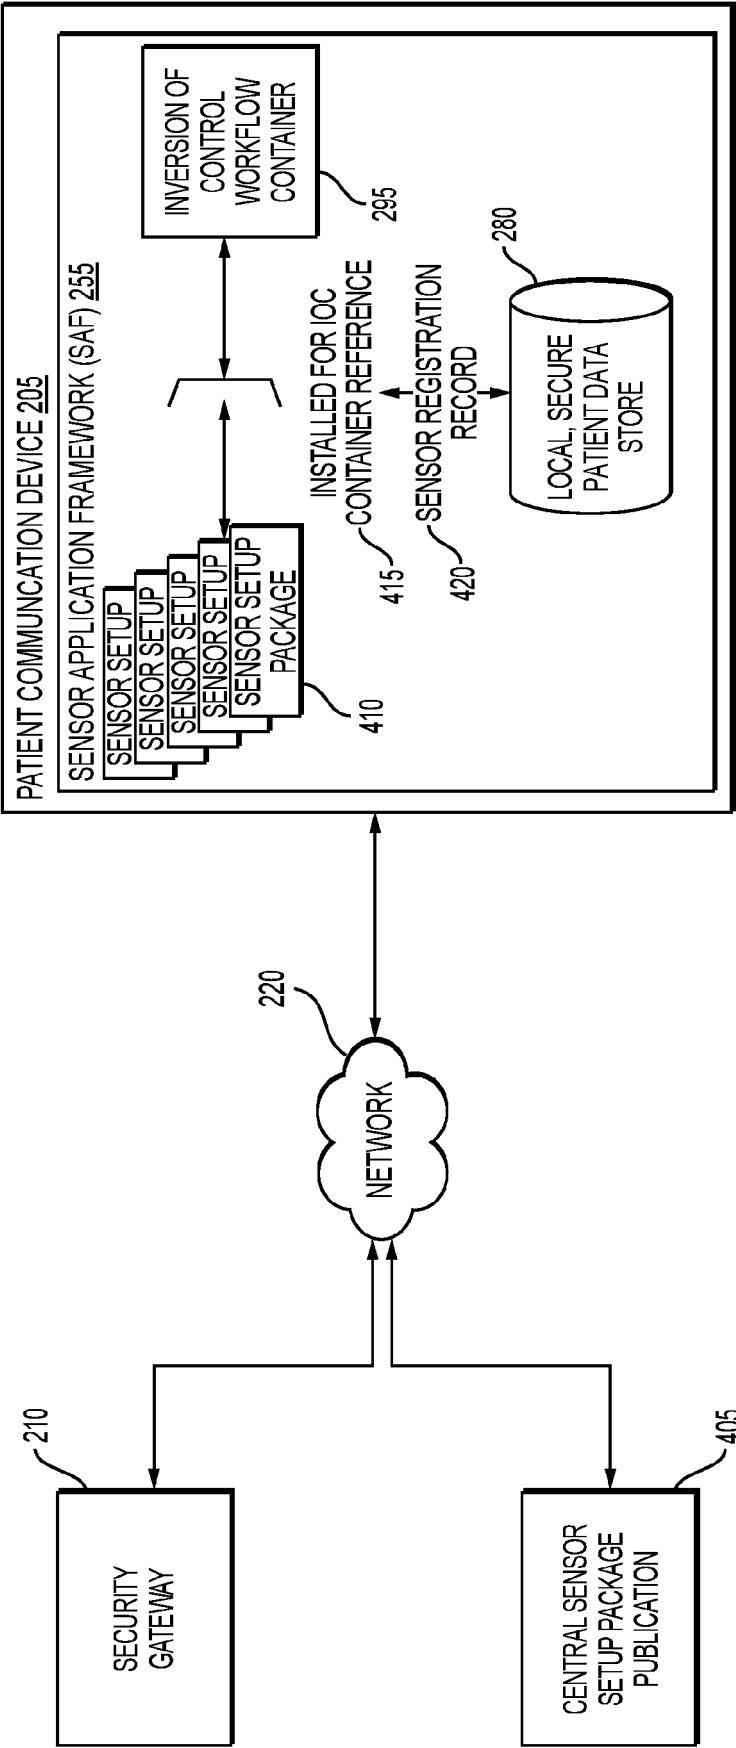 PATIENT COMMUNCATION DEVICE 205
SENSOR APPLICATION FRAMEWORK (SAF) 255
SENSOR SETUP
SENSOR SETUP
SENSOR SETUP
SENSOR SETUP
SENSOR SETUP
PACKAGE
410
INVERSION OF
CONTROL
WORKFLOW
CONTAINER
295
INSTALLED FOR IOC
CONTAINER REFERENCE
415
SENSOR REGISTRATION
RECORD
420
LOCAL, SECURE
PATIENT DATA
STORE
280
NETWORK
220
SECURITY
GATEWAY
210
CENTRAL SENSOR
SETUP PACKAGE
PUBLICATION
405